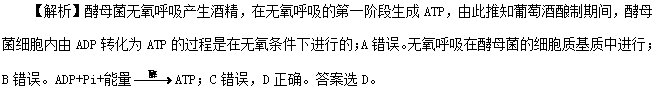 【解析】酵母菌无氧呼吸产生酒精，在无氧呼吸的第一阶段生成 ATP，由此推知葡萄酒酿制期间，酵母
菌细胞内由 ADP 转化为 ATP 的过程是在无氧条件下进行的；A 错误。无氧呼吸在酵母菌的细胞质基质中进行；
B 错误。ADP+Pi+能量 酶→ ATP；C 错误，D 正确。答案选 D。